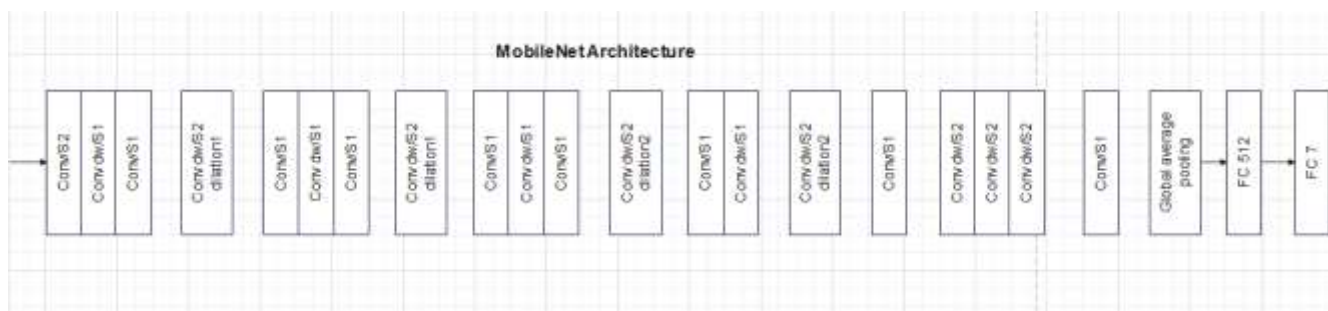 MobileNet Architecture
Conv/S2
Conv dw/S1
Conv/S1
Conv dw/S2
dilation1
Conv/S1
Conv dw/S1
Conv/S1
Conv dw/S2
dilation1
Conv/S1
Conv dw/S1
Conv/S1
Conv dw/S2
dilation2
Conv/S1
Conv dw/S1
Conv dw/S2
dilation2
Conv/S1
Conv dw/S2
Conv dw/S2
Conv dw/S2
Conv/S1
Global average
pooling
FC 512
FC 7